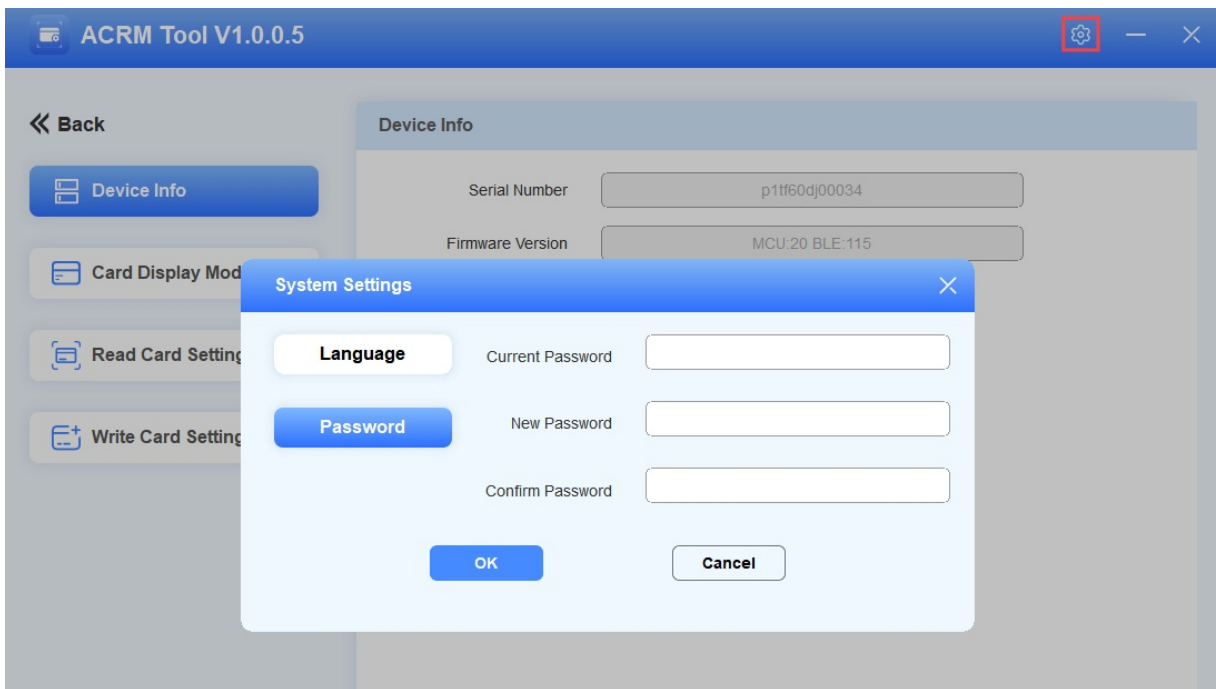 ACRM Tool V1.0.0.5
Back
Device Info
Device Info
Serial Number p1tf60dj00034
Firmware Version MCU:20 BLE:115
Card Display Mod
Read Card Setting
Write Card Setting
System Settings
Language
Password
Current Password
New Password
Confirm Password
OK Cancel